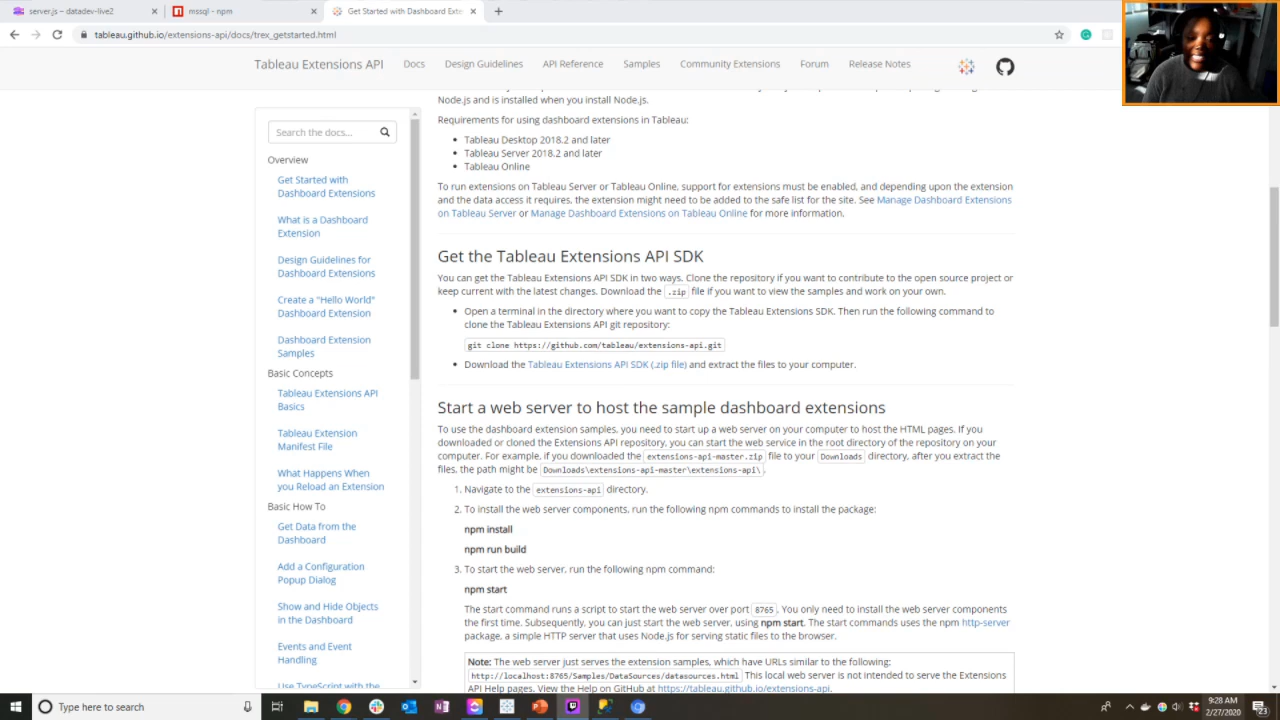 server.js – datadev-live2
mssql - npm
Get Started with Dashboard Exte
tableau.github.io/extensions-api/docs/trex_getstarted.html
Tableau Extensions API
Docs
Design Guidelines
API Reference
Samples
Community Extensions
Forum
Release Notes
Search the docs...
Overview
Get Started with
Dashboard Extensions
What is a Dashboard
Extension
Design Guidelines for
Dashboard Extensions
Create a "Hello World"
Dashboard Extension
Dashboard Extension
Samples
Basic Concepts
Tableau Extensions API
Basics
Tableau Extension
Manifest File
What Happens When
you Reload an Extension
Basic How To
Get Data from the
Dashboard
Add a Configuration
Popup Dialog
Show and Hide Objects
in the Dashboard
Events and Event
Handling
Use TypeScript with the
Node.js and is installed when you install Node.js.
Requirements for using dashboard extensions in Tableau:
Tableau Desktop 2018.2 and later
Tableau Server 2018.2 and later
Tableau Online
To run extensions on Tableau Server or Tableau Online, support for extensions must be enabled, and depending upon the extension
and the data access it requires, the extension might need to be added to the safe list for the site. See Manage Dashboard Extensions
on Tableau Server or Manage Dashboard Extensions on Tableau Online for more information.
Get the Tableau Extensions API SDK
You can get the Tableau Extensions API SDK in two ways. Clone the repository if you want to contribute to the open source project or
keep current with the latest changes. Download the .zip file if you want to view the samples and work on your own.
Open a terminal in the directory where you want to copy the Tableau Extensions SDK. Then run the following command to
clone the Tableau Extensions API git repository:
git clone https://github.com/tableau/extensions-api.git
Download the Tableau Extensions API SDK (.zip file) and extract the files to your computer.
Start a web server to host the sample dashboard extensions
To use the dashboard extension samples, you need to start up a web server on your computer to host the HTML pages. If you
downloaded or cloned the Extensions API repository, you can start the web service in the root directory of the repository on your
computer. For example, if you downloaded the extensions-api-master.zip file to your Downloads directory, after you extract the
files, the path might be Downloads\extensions-api-master\extensions-api\.
1. Navigate to the extensions-api directory.
2. To install the web server components, run the following npm commands to install the package:
npm install
npm run build
3. To start the web server, run the following npm command:
npm start
The start command runs a script to start the web server over port 8765. You only need to install the web server components
the first time. Subsequently, you can just start the web server, using npm start. The start commands uses the npm http-server
package, a simple HTTP server that uses Node.js for serving static files to the browser.
Note: The web server just serves the extension samples, which have URLs similar to the following:
http://localhost:8765/Samples/DataSources/datasources.html This local web server is not intended to serve the Extensions
API Help pages. View the Help on GitHub at https://tableau.github.io/extensions-api.
Type here to search
9:28 AM
2/27/2020
23